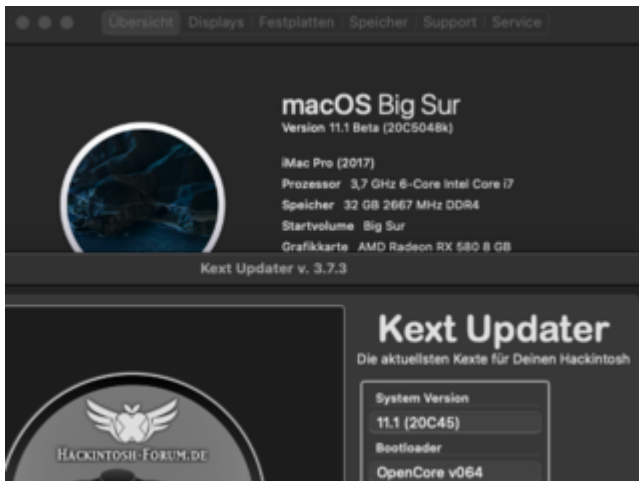 Übersicht Displays Festplatten Speicher Support Service
macOS Big Sur
Version 11.1 Beta (20C5048k)
iMac Pro (2017)
Prozessor 3,7 GHz 6-Core Intel Core i7
Speicher 32 GB 2667 MHz DDR4
Startvolume Big Sur
Grafikkarte AMD Radeon RX 580 8 GB
Kext Updater v. 3.7.3
Kext Updater
Die aktuellsten Kexte für Deinen Hackintosh
System Version
11.1 (20C45)
Bootloader
OpenCore v064
HACKINTOSH-FORUM.DE